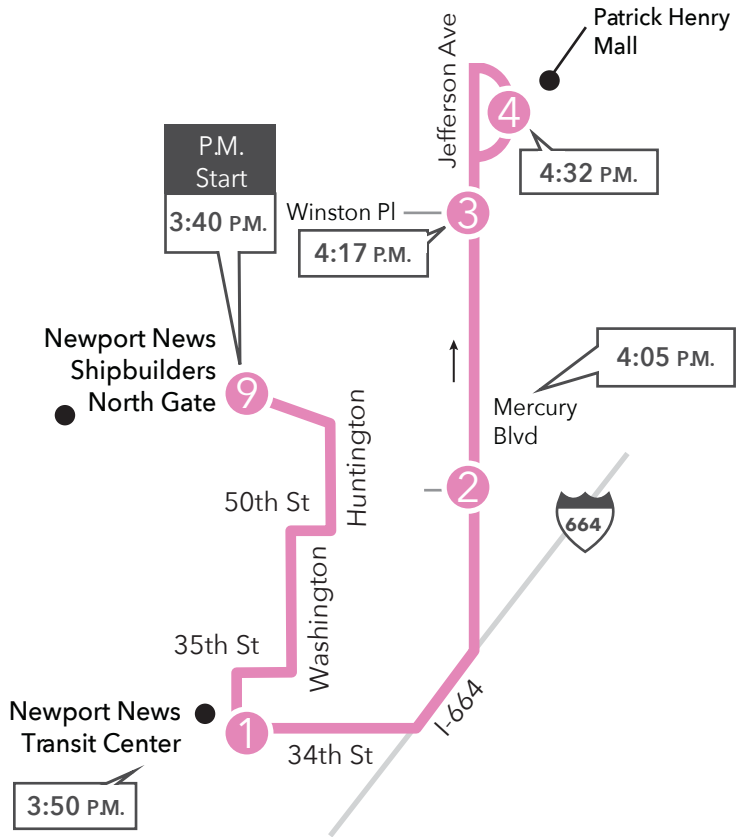 Patrick Henry
Mall
Jefferson Ave
4
4:32 P.M.
P.M.
Start
3:40 P.M.
Winston Pl
3
4:17 P.M.
Newport News
Shipbuilders
North Gate
9
4:05 P.M.
Mercury
Blvd
Huntington
50th St
2
664
Washington
35th St
Newport News
Transit Center
1
34th St
I-664
3:50 P.M.